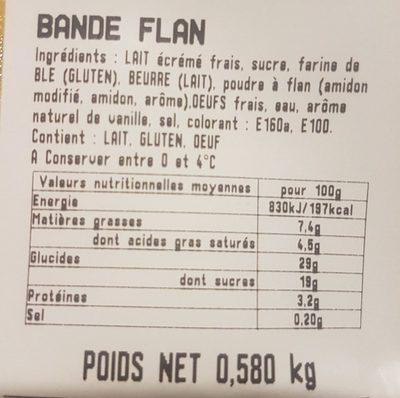 BANDE FLAN
Ingrédients : LAIT écrémé frais, sucre, farine de
BLE (GLUTEN), BEURRE (LAIT), poudre à flan (amidon
modifié, amidon, arôme),OEUFS frais, eau, arôme
naturel de vanille, sel, colorant : E160a, E100.
Contient : LAIT, GLUTEN, OEUF
A Conserver entre 0 et 4°C
Valeurs nutritionnelles moyennes pour 100g
Energie 830kJ/197kcal
Matières grasses 7,4g
dont acides gras saturés 4,5g
Glucides 29g
dont sucres 19g
Protéines 3,2g
Sel 0,20g
POIDS NET 0,580 kg